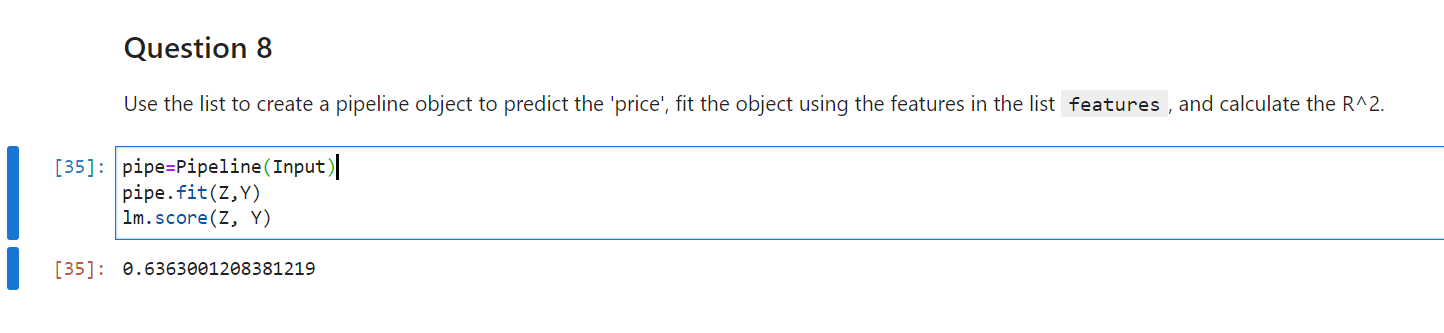 Question 8
Use the list to create a pipeline object to predict the 'price', fit the object using the features in the list features, and calculate the R^2.
[35]: pipe=Pipeline(Input)
pipe.fit(Z,Y)
lm.score(Z, Y)
[35]: 0.6363001208381219